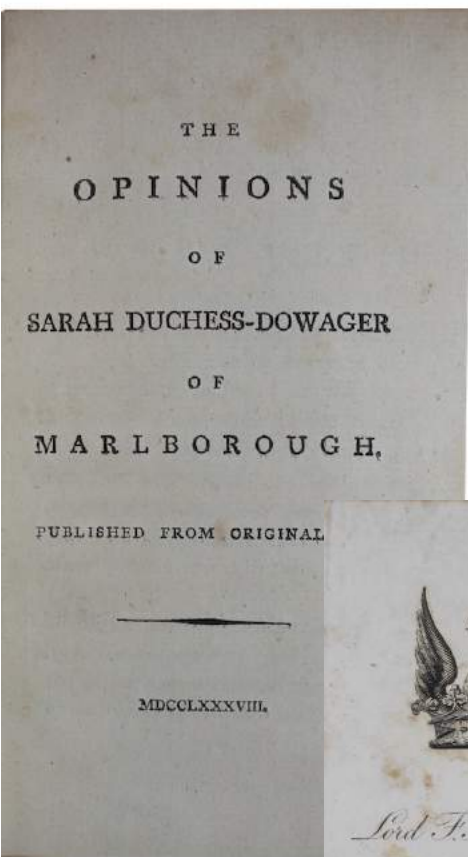 THE
OPINIONS
OF
SARAH DUCHESS-DOWAGER
OF
MARLBOROUGH.
PUBLISHED FROM ORIGINAL
MDCCLXXXVIII.
Lord F.